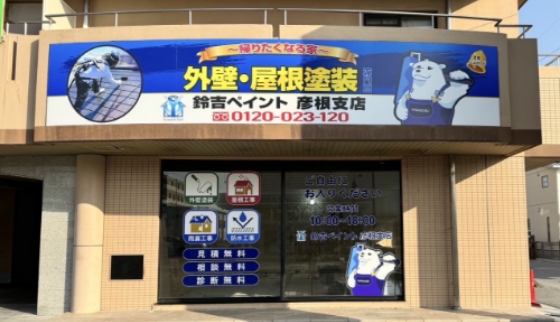 ～帰りたくなる家～
外壁・屋根塗装
鈴吉ペイント 彦根支店
0120-023-120
外壁塗装
屋根工事
雨漏工事
防水工事
見積無料
相談無料
診断無料
ご自由に
お入りください
営業時間
10:00~18:00
鈴吉ペイント 彦根支店